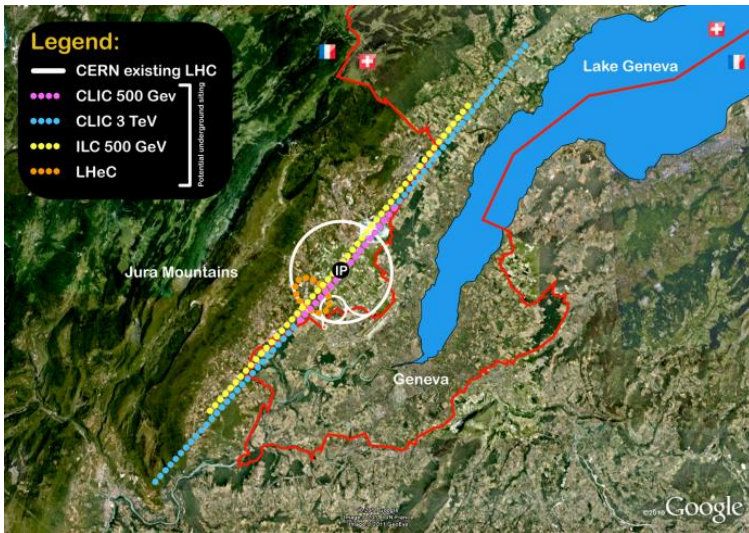 Legend:
CERN existing LHC
CLIC 500 Gev
CLIC 3 TeV
ILC 500 GeV
LHeC
Potential underground siting
Lake Geneva
Jura Mountains
IP
Geneva
©2010 Google